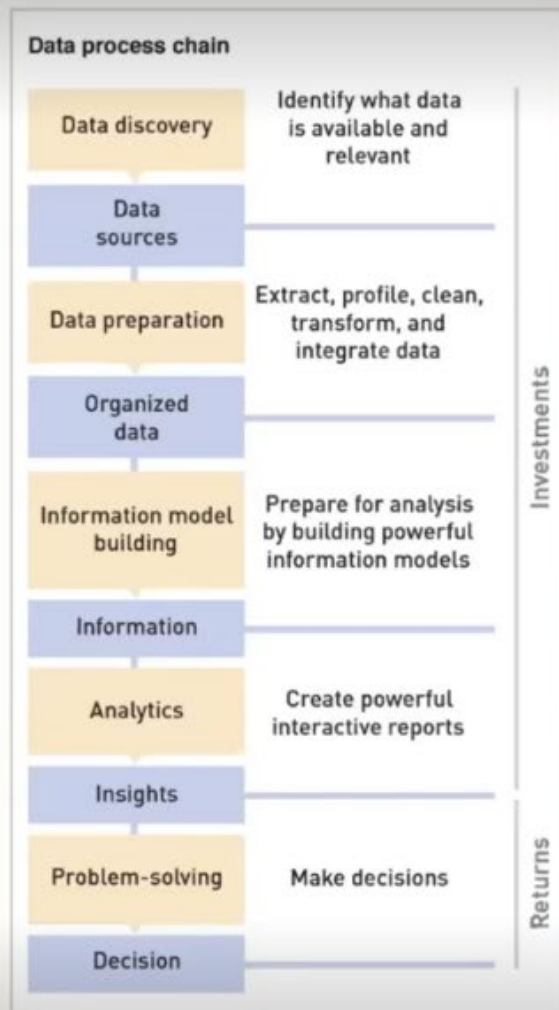 Data process chain
Data discovery
Identify what data
is available and
relevant
Data
sources
Data preparation
Extract, profile, clean,
transform, and
integrate data
Organized
data
Information model
building
Prepare for analysis
by building powerful
information models
Information
Analytics
Create powerful
interactive reports
Insights
Investments
Problem-solving
Make decisions
Decision
Returns